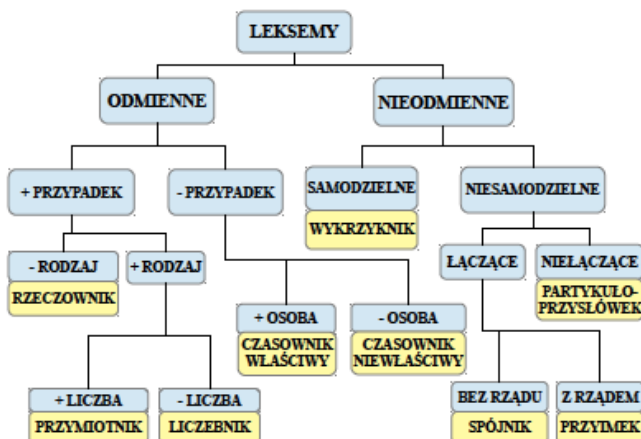 LEKSEMY
ODMIENNE
NIEODMIENNE
+ PRZYPADEK
- PRZYPADEK
SAMODZIELNE
WYKRZYKNIK
NIESAMODZIELNE
- RODZAJ
RZECZOWNIK
+ RODZAJ
ŁĄCZĄCE
NIEŁĄCZĄCE
PARTYKUŁO-
PRZYSŁÓWEK
+ OSOBA
CZASOWNIK
WŁAŚCIWY
- OSOBA
CZASOWNIK
NIEWŁAŚCIWY
+ LICZBA
PRZYMIOTNIK
- LICZBA
LICZEBNIK
BEZ RZĄDU
SPÓJNIK
Z RZĄDEM
PRZYIMEK